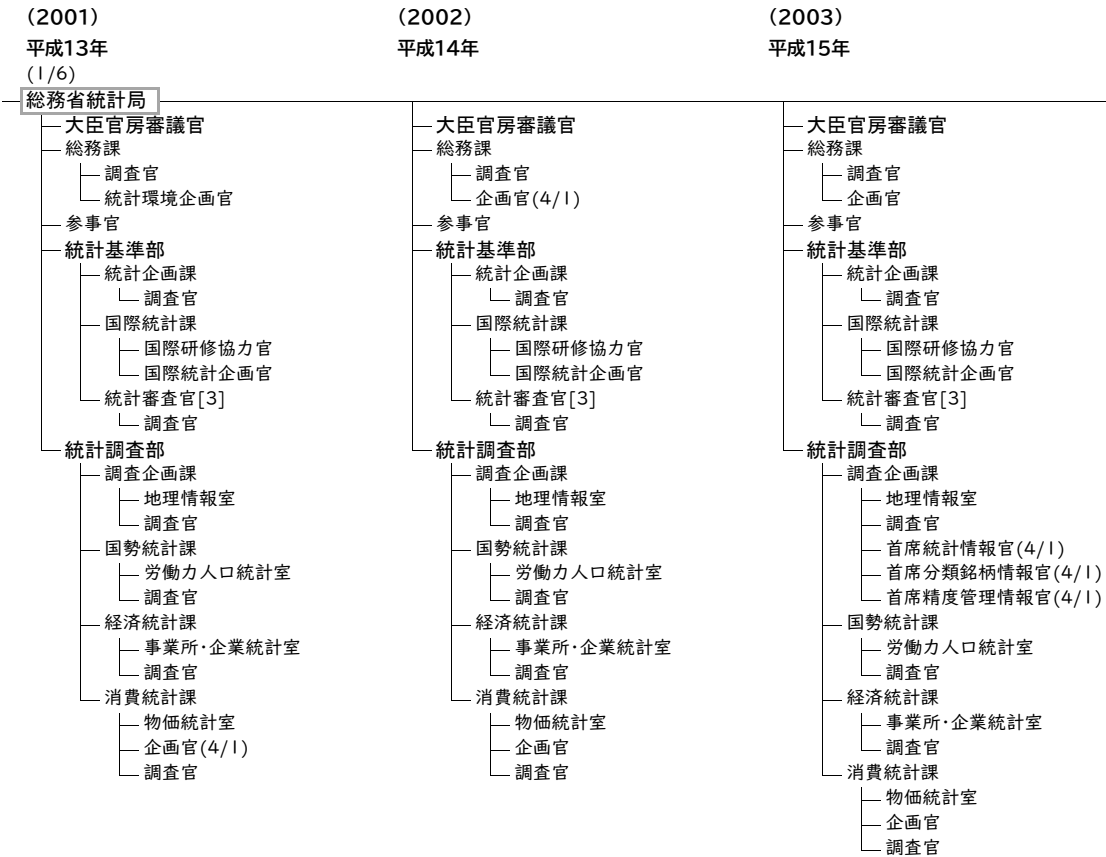 (2001)
平成13年
(1/6)
総務省統計局
大臣官房審議官
総務課
調査官
統計環境企画官
参事官
統計基準部
統計企画課
調査官
国際統計課
国際研修協力官
国際統計企画官
統計審査官[3]
調査官
統計調査部
調査企画課
地理情報室
調査官
国勢統計課
労働力人口統計室
調査官
経済統計課
事業所・企業統計室
調査官
消費統計課
物価統計室
企画官(4/1)
調査官
(2002)
平成14年
大臣官房審議官
総務課
調査官
企画官(4/1)
参事官
統計基準部
統計企画課
調査官
国際統計課
国際研修協力官
国際統計企画官
統計審査官[3]
調査官
統計調査部
調査企画課
地理情報室
調査官
国勢統計課
労働力人口統計室
調査官
経済統計課
事業所・企業統計室
調査官
消費統計課
物価統計室
企画官
調査官
(2003)
平成15年
大臣官房審議官
総務課
調査官
企画官
参事官
統計基準部
統計企画課
調査官
国際統計課
国際研修協力官
国際統計企画官
統計審査官[3]
調査官
統計調査部
調査企画課
地理情報室
調査官
首席統計情報官(4/1)
首席分類銘柄情報官(4/1)
首席精度管理情報官(4/1)
国勢統計課
労働力人口統計室
調査官
経済統計課
事業所・企業統計室
調査官
消費統計課
物価統計室
企画官
調査官